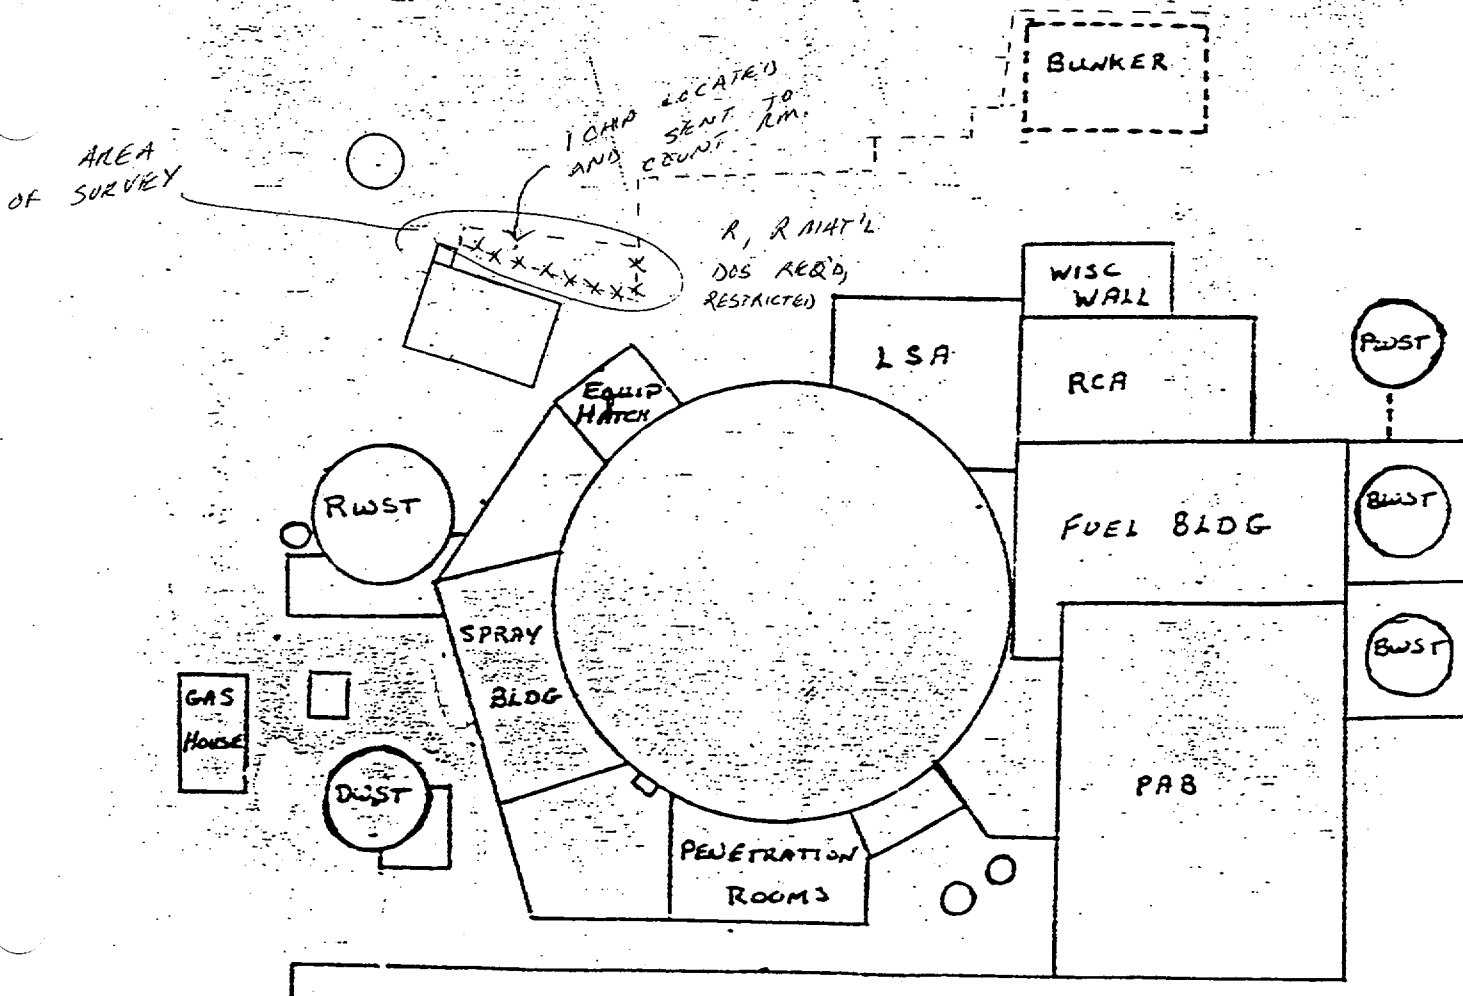 BUNKER
1 CHIP LOCATED
AND SENT TO
COUNT RM.
AREA
OF SURVEY
R, R MAT'L
DOS REQ'D,
RESTRICTED
WISC
WALL
LSA
RCA
PWST
EQUIP
HATCH
RWST
FUEL BLDG
BWST
SPRAY
BLDG
BWST
GAS
HOUSE
DWST
PAB
PENETRATION
ROOMS